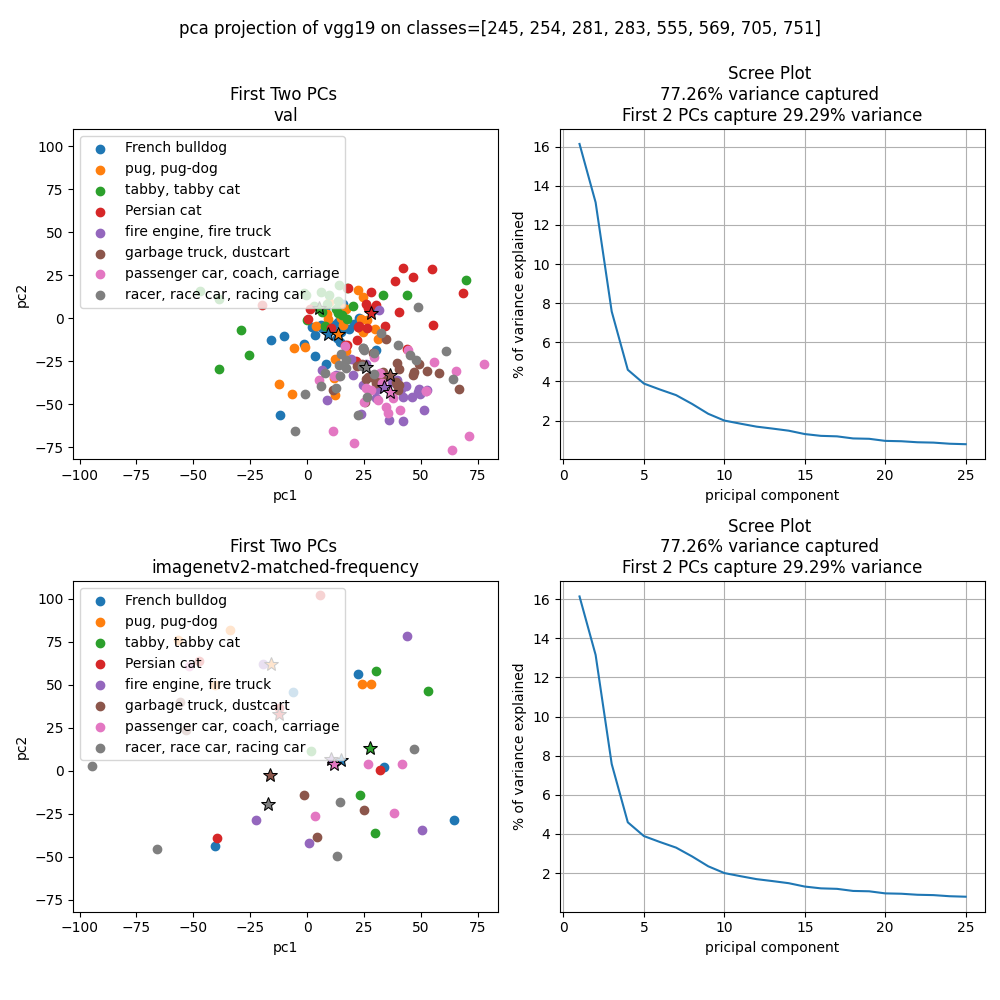 pca projection of vgg19 on classes=[245, 254, 281, 283, 555, 569, 705, 751]
First Two PCs
val
100
75
50
25
0
−25
−50
−75
pc2
French bulldog
pug, pug-dog
tabby, tabby cat
Persian cat
fire engine, fire truck
garbage truck, dustcart
passenger car, coach, carriage
racer, race car, racing car
−100
−75
−50
−25
0
25
50
75
pc1
Scree Plot
77.26% variance captured
First 2 PCs capture 29.29% variance
16
14
12
10
8
6
4
2
% of variance explained
0
5
10
15
20
25
pricipal component
First Two PCs
imagenetv2-matched-frequency
100
75
50
25
0
−25
−50
−75
pc2
French bulldog
pug, pug-dog
tabby, tabby cat
Persian cat
fire engine, fire truck
garbage truck, dustcart
passenger car, coach, carriage
racer, race car, racing car
−100
−75
−50
−25
0
25
50
75
pc1
Scree Plot
77.26% variance captured
First 2 PCs capture 29.29% variance
16
14
12
10
8
6
4
2
% of variance explained
0
5
10
15
20
25
pricipal component